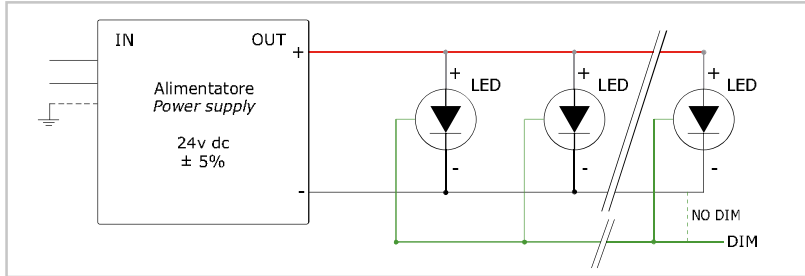 IN
OUT
+
Alimentatore
Power supply
24v dc
± 5%
-
+
LED
-
+
LED
-
+
LED
-
NO DIM
DIM